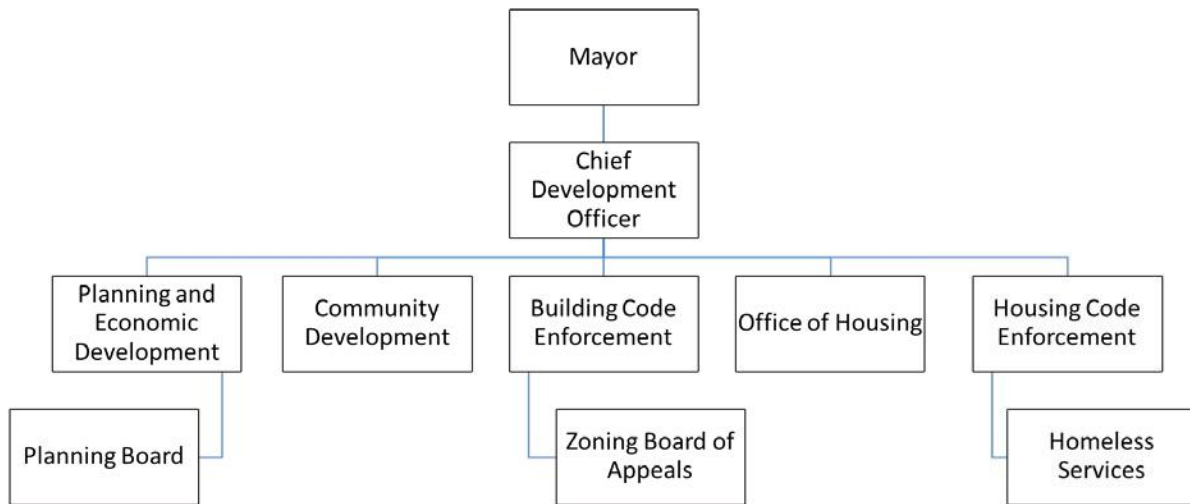 Mayor
Chief
Development
Officer
Planning and
Economic
Development
Community
Development
Building Code
Enforcement
Office of Housing
Housing Code
Enforcement
Planning Board
Zoning Board of
Appeals
Homeless
Services